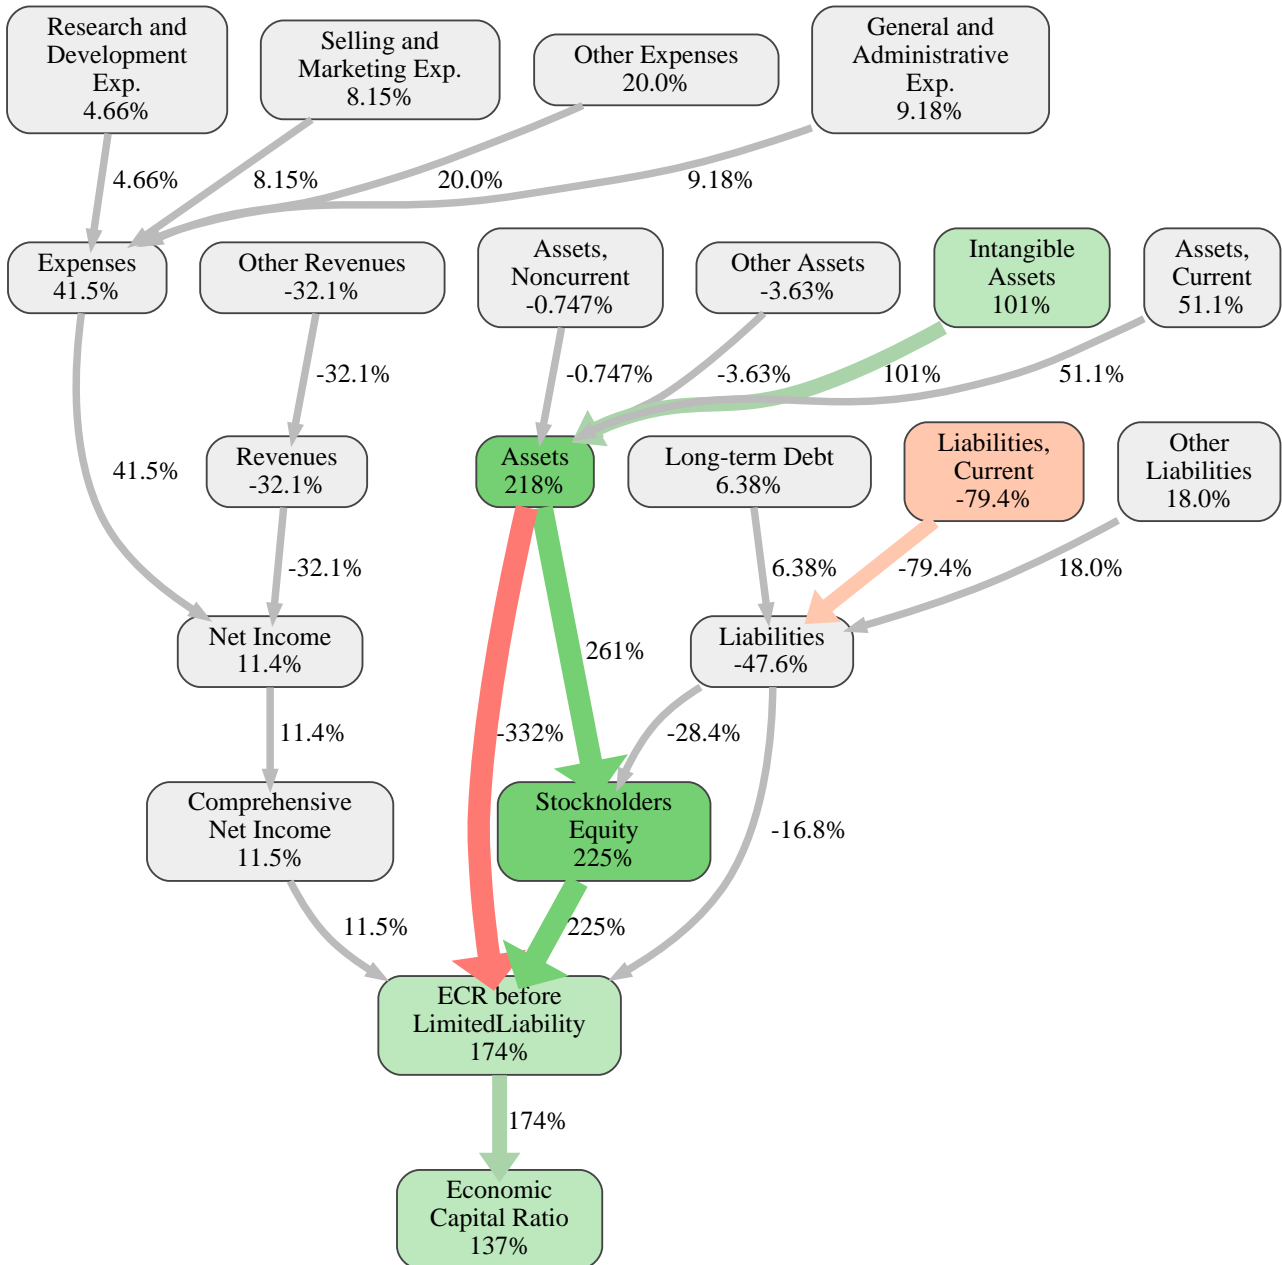 Research and
Development
Exp.
4.66%
Selling and
Marketing Exp.
8.15%
Other Expenses
20.0%
General and
Administrative
Exp.
9.18%
4.66%
8.15%
20.0%
9.18%
Expenses
41.5%
Other Revenues
-32.1%
Assets,
Noncurrent
-0.747%
Other Assets
-3.63%
Intangible
Assets
101%
Assets,
Current
51.1%
-32.1%
-0.747%
-3.63%
101%
51.1%
41.5%
Revenues
-32.1%
Assets
218%
Long-term Debt
6.38%
Liabilities,
Current
-79.4%
Other
Liabilities
18.0%
-32.1%
6.38%
-79.4%
18.0%
Net Income
11.4%
261%
Liabilities
-47.6%
11.4%
-332%
-28.4%
Comprehensive
Net Income
11.5%
Stockholders
Equity
225%
-16.8%
11.5%
225%
ECR before
LimitedLiability
174%
174%
Economic
Capital Ratio
137%